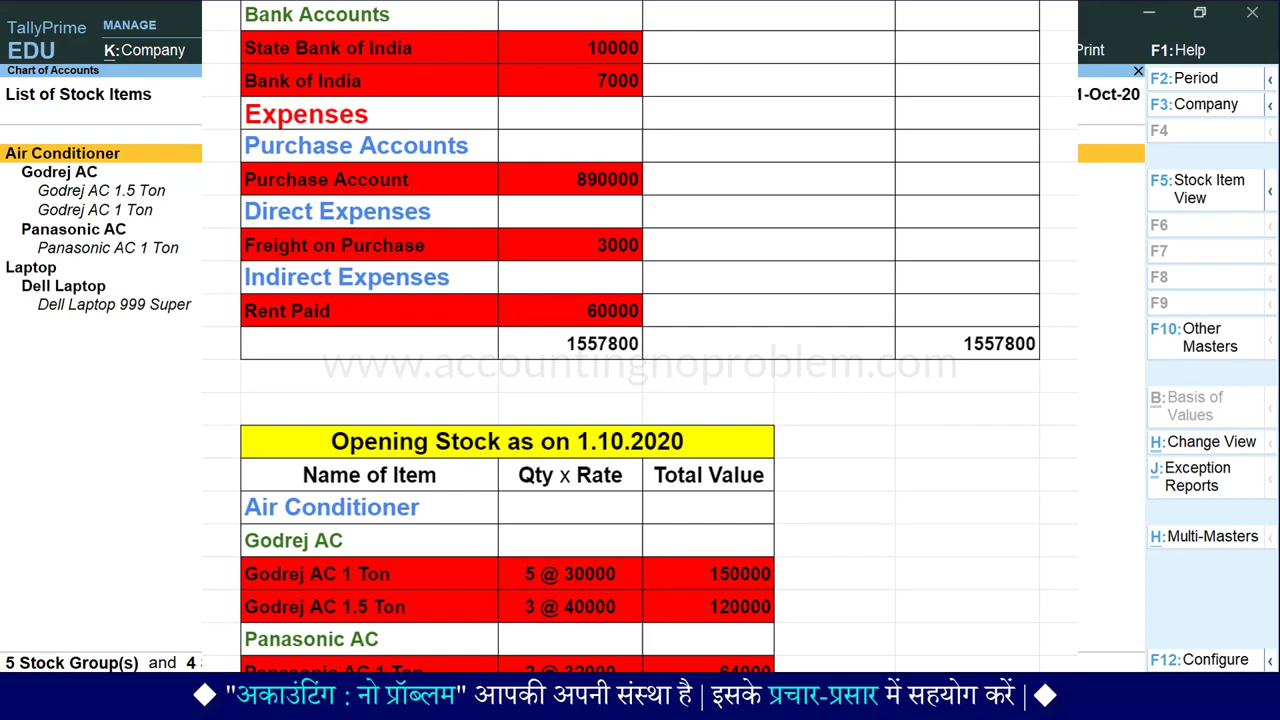 TallyPrime
EDU
MANAGE
K:Company
Print
F1:Help
Chart of Accounts
List of Stock Items
1-Oct-20
Air Conditioner
Godrej AC
Godrej AC 1.5 Ton
Godrej AC 1 Ton
Panasonic AC
Panasonic AC 1 Ton
Laptop
Dell Laptop
Dell Laptop 999 Super
5 Stock Group(s) and 4
Bank Accounts
State Bank of India 10000
Bank of India 7000
Expenses
Purchase Accounts
Purchase Account 890000
Direct Expenses
Freight on Purchase 3000
Indirect Expenses
Rent Paid 60000
1557800 1557800
www.accountingnoproblem.com
Opening Stock as on 1.10.2020
Name of Item Qty x Rate Total Value
Air Conditioner
Godrej AC
Godrej AC 1 Ton 5 @ 30000 150000
Godrej AC 1.5 Ton 3 @ 40000 120000
Panasonic AC
Panasonic AC 1 Ton 2 @ 32000 64000
F2:Period
F3:Company
F4
F5:Stock Item
View
F6
F7
F8
F9
F10:Other
Masters
B:Basis of
Values
H:Change View
J:Exception
Reports
H:Multi-Masters
F12:Configure
"अकाउंटिंग : नो प्रॉब्लम" आपकी अपनी संस्था है | इसके प्रचार-प्रसार में सहयोग करें |